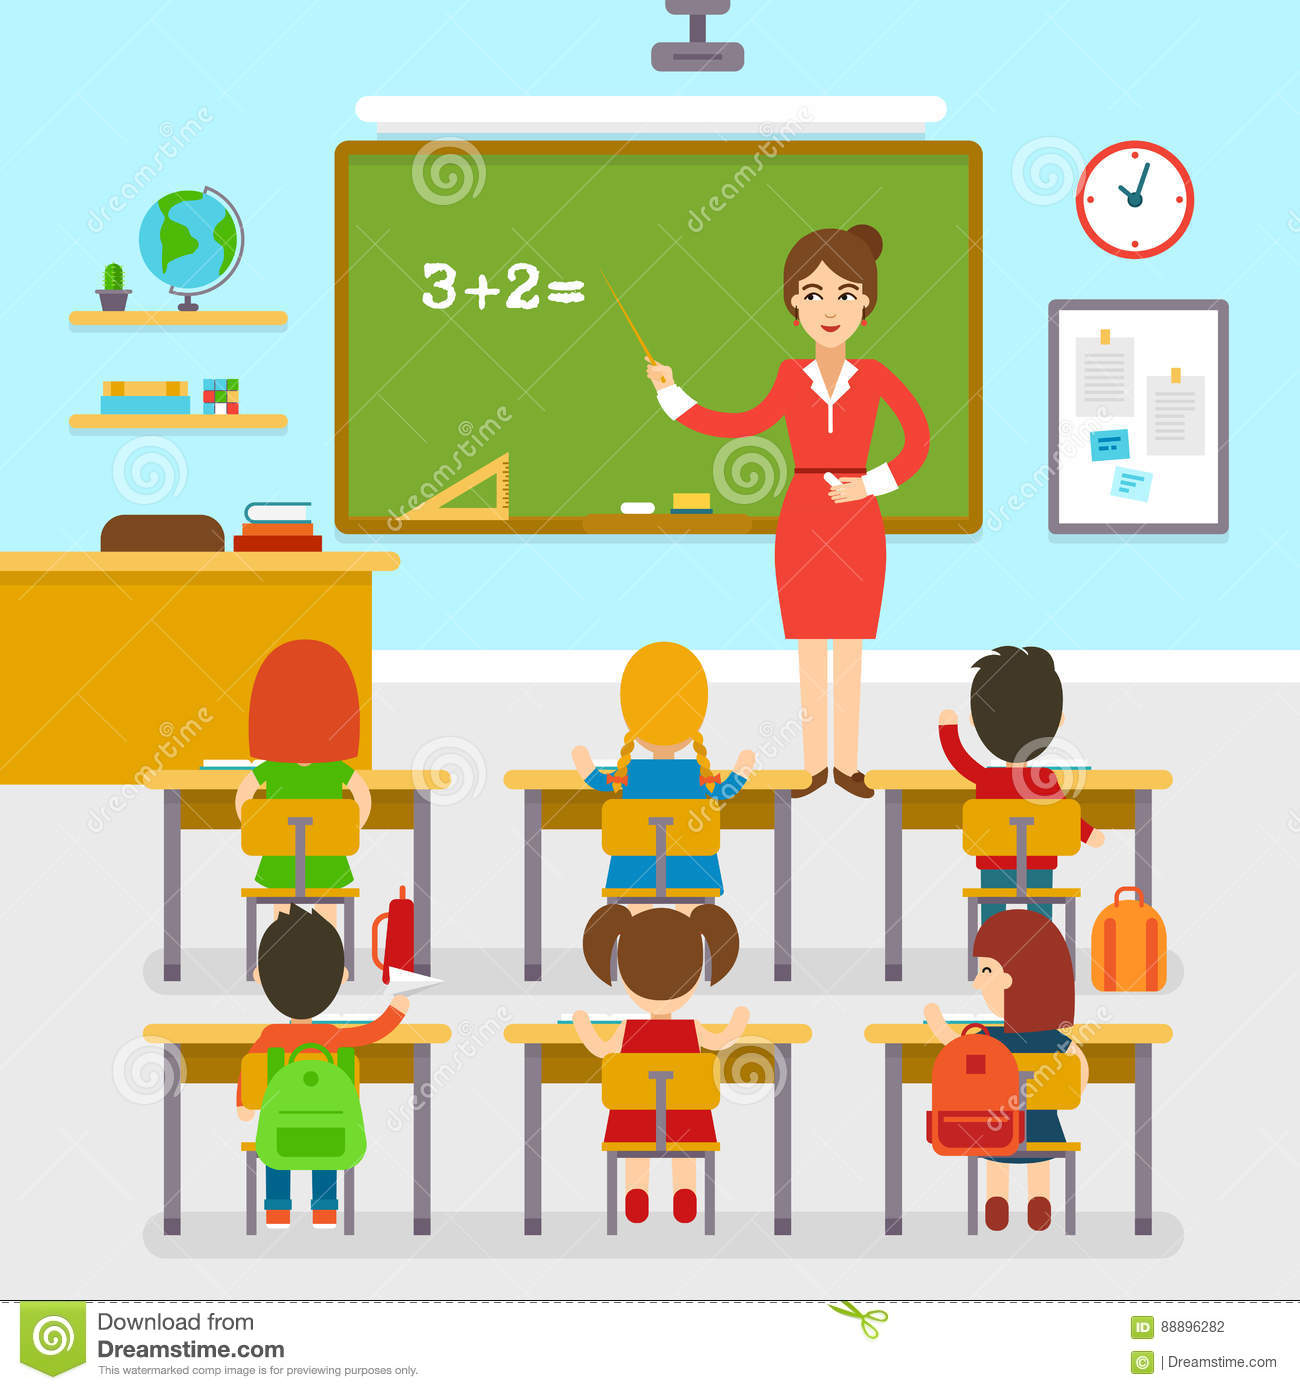 3+2=
dreamstime
Download from
Dreamstime.com
This watermarked comp image is for previewing purposes only.
ID 88896282
© | Dreamstime.com